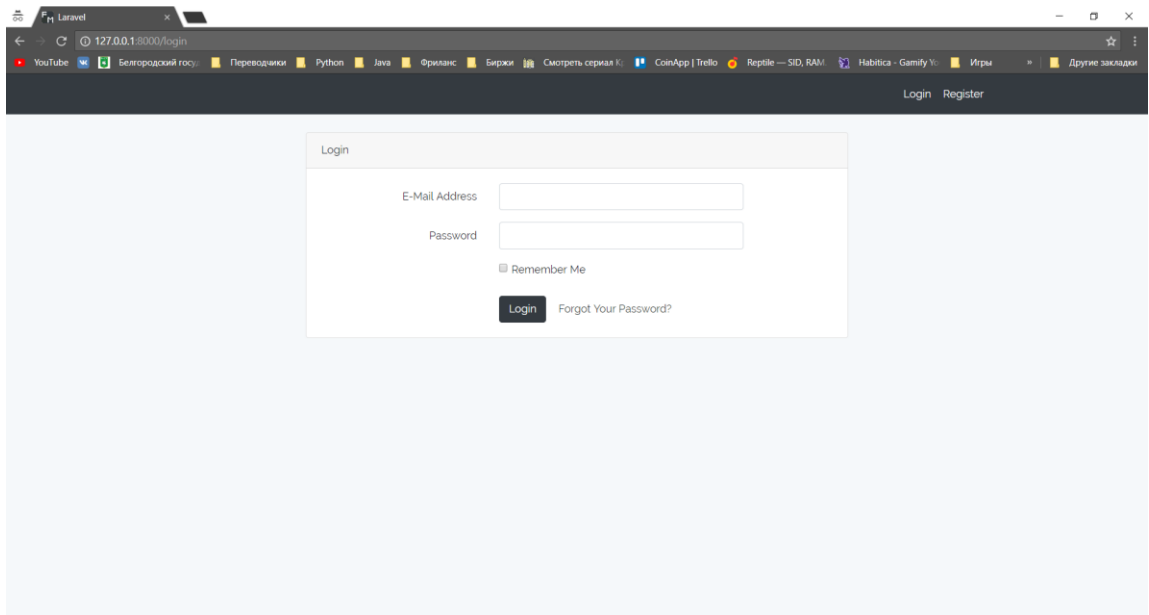 FM Laravel
127.0.0.1:8000/login
YouTube Белгородский госу Переводчики Python Java Фриланс Биржи Смотреть сериал CoinApp | Trello Reptile — SID, RAM. Habitica - Gamify Игры » Другие закладки
Login Register
Login
E-Mail Address
Password
Remember Me
Login Forgot Your Password?